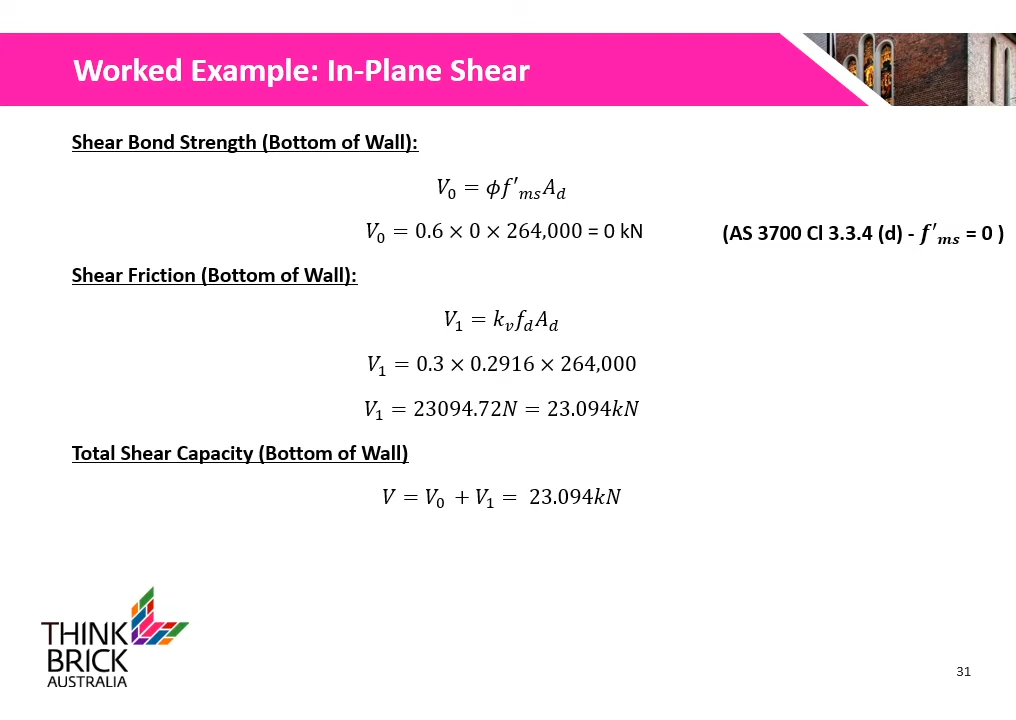 Worked Example: In-Plane Shear
Shear Bond Strength (Bottom of Wall):
𝑉₀ = 𝜙𝑓′ₘₛ𝐴_d
𝑉₀ = 0.6 × 0 × 264,000 = 0 kN (AS 3700 Cl 3.3.4 (d) - 𝒇′ₘₛ = 0 )
Shear Friction (Bottom of Wall):
𝑉₁ = 𝑘ᵥ𝑓_d𝐴_d
𝑉₁ = 0.3 × 0.2916 × 264,000
𝑉₁ = 23094.72𝑁 = 23.094𝑘𝑁
Total Shear Capacity (Bottom of Wall)
𝑉 = 𝑉₀ + 𝑉₁ = 23.094𝑘𝑁
THINK
BRICK
AUSTRALIA
31